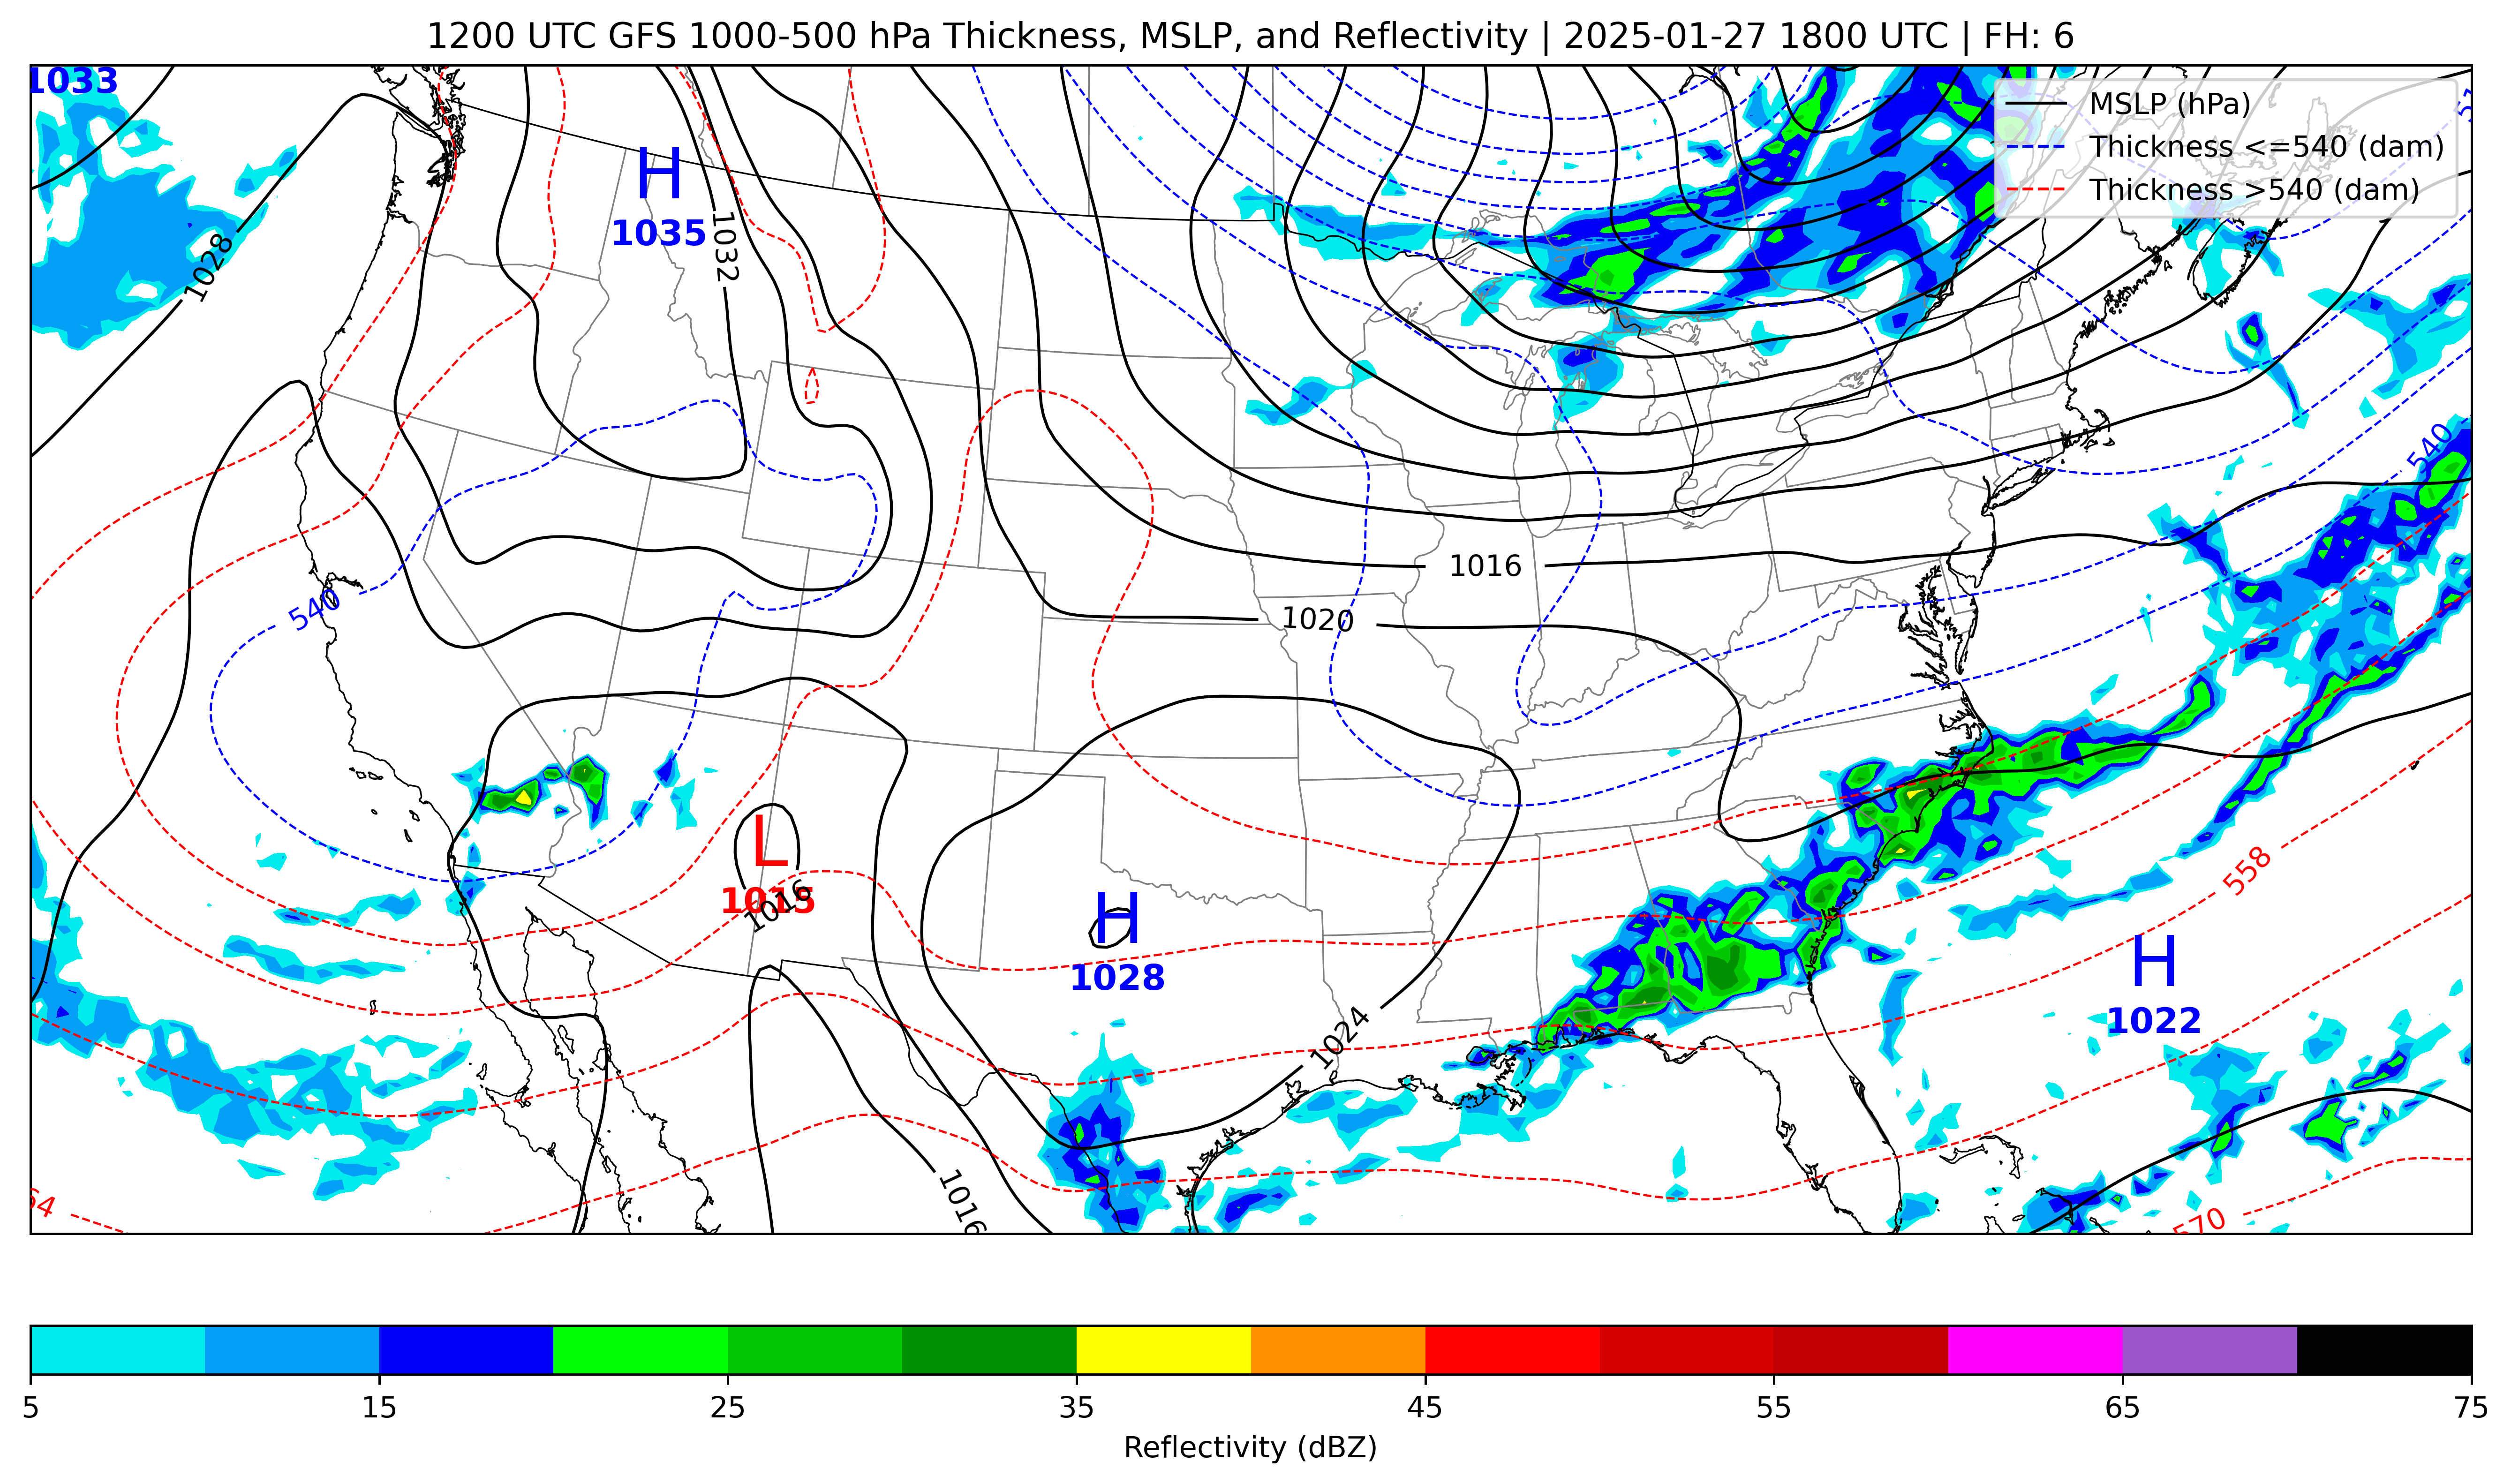 1200 UTC GFS 1000-500 hPa Thickness, MSLP, and Reflectivity | 2025-01-27 1800 UTC | FH: 6
1033
MSLP (hPa)
Thickness <=540 (dam)
Thickness >540 (dam)
H
1035
1032
1028
540
1016
540
1020
L
1015
1016
H
1028
558
H
1022
1024
1016
570
5
15
25
35
45
55
65
75
Reflectivity (dBZ)